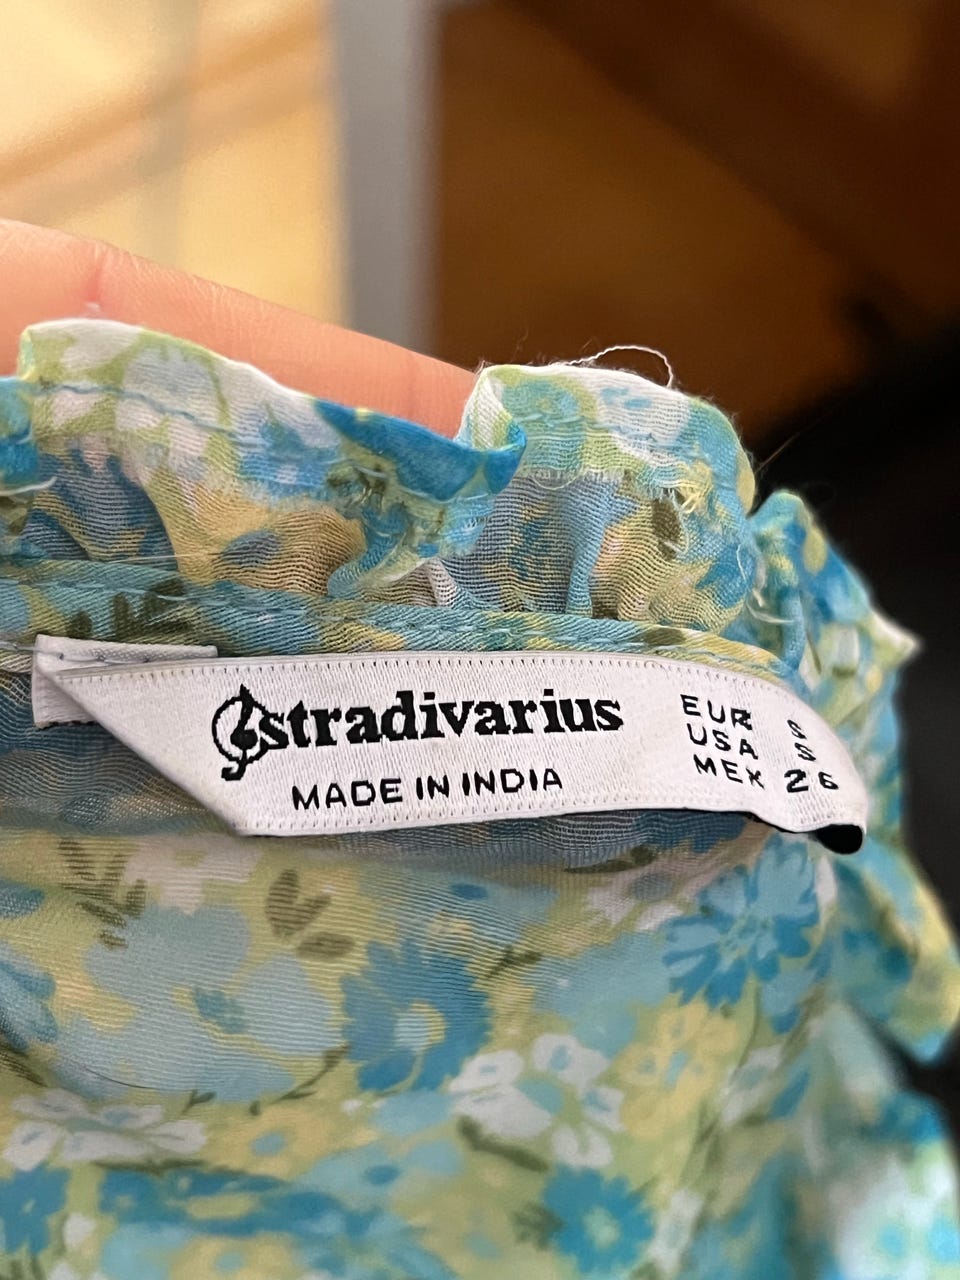 stradivarius
MADE IN INDIA
EUR S
USA S
MEX 26